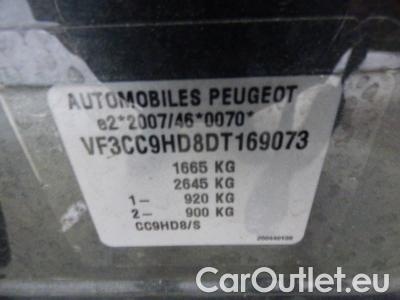 AUTOMOBILES PEUGEOT
e2*2007/46*0070*
VF3CC9HD8DT169073
1665 KG
2645 KG
1- 920 KG
2- 900 KG
CC9HD8/S
CarOutlet.eu